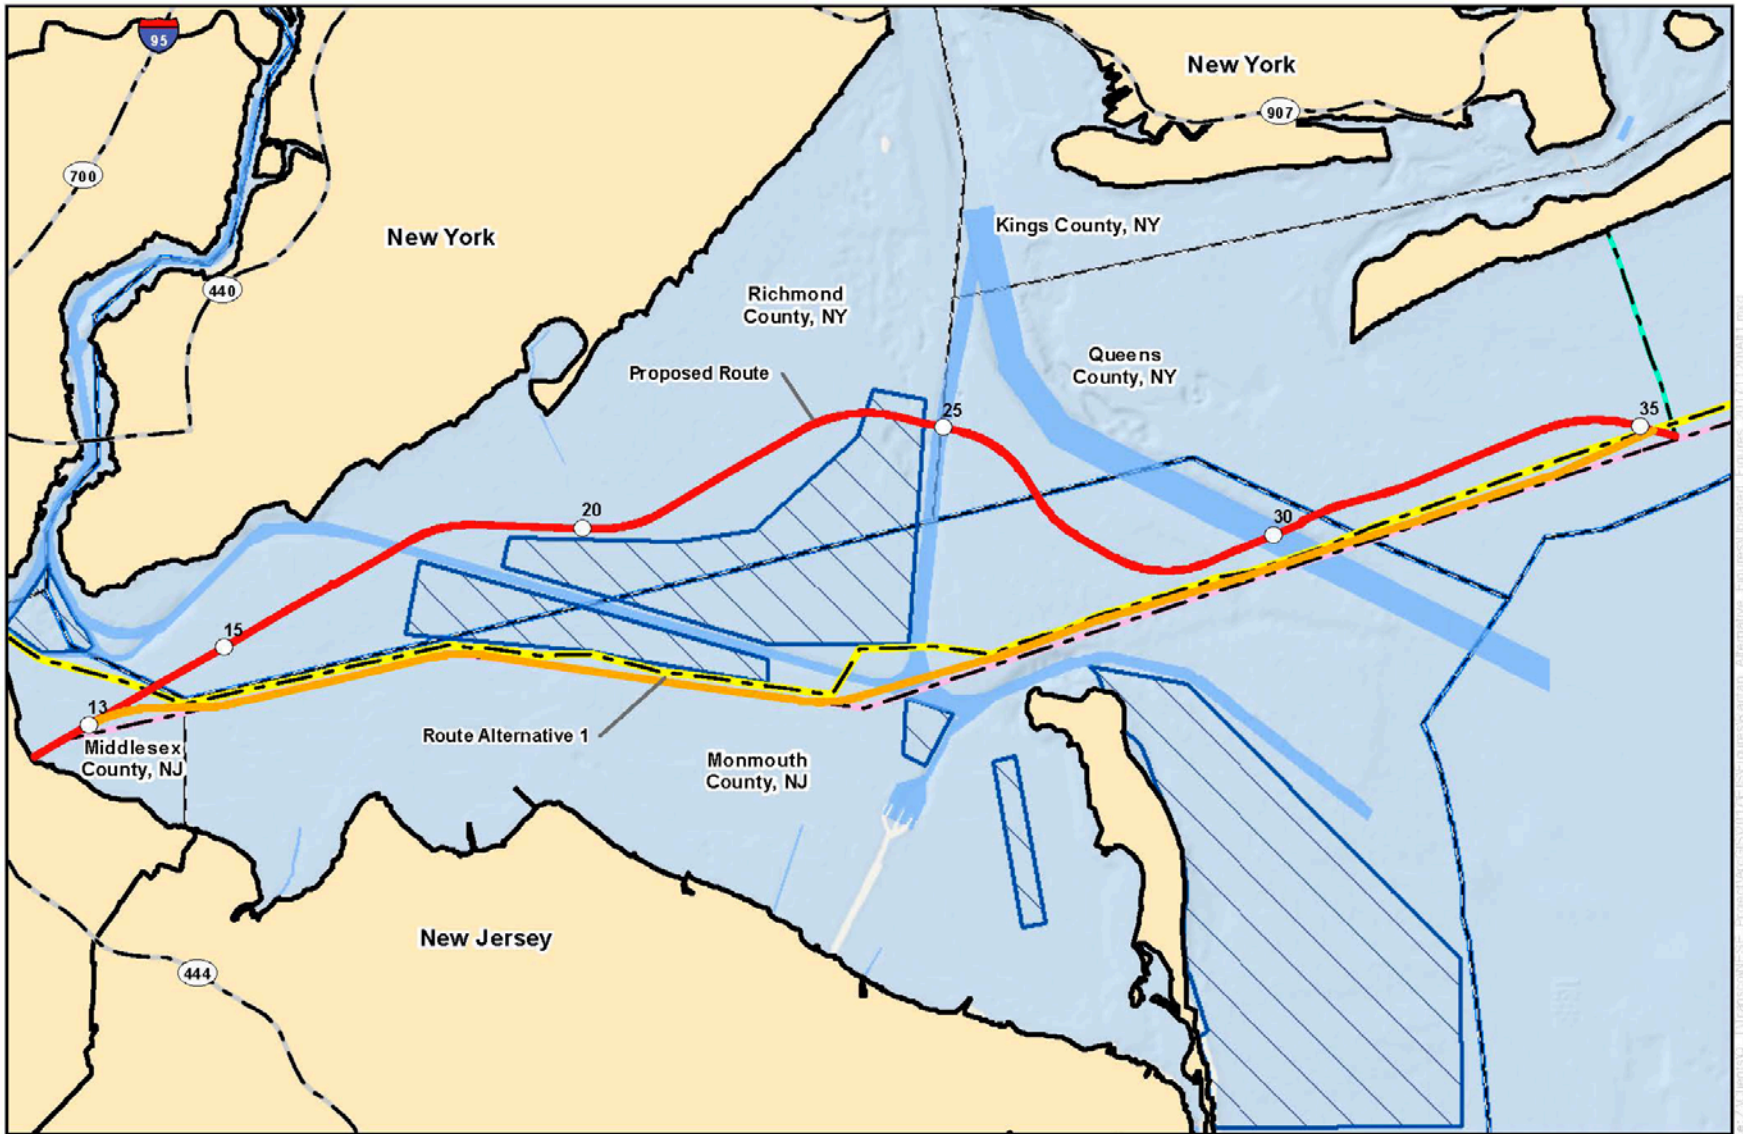 95
New York
907
700
New York
Kings County, NY
440
Richmond
County, NY
Queens
County, NY
Proposed Route
25
35
20
30
15
13
Route Alternative 1
Middlesex
County, NJ
Monmouth
County, NJ
New Jersey
444